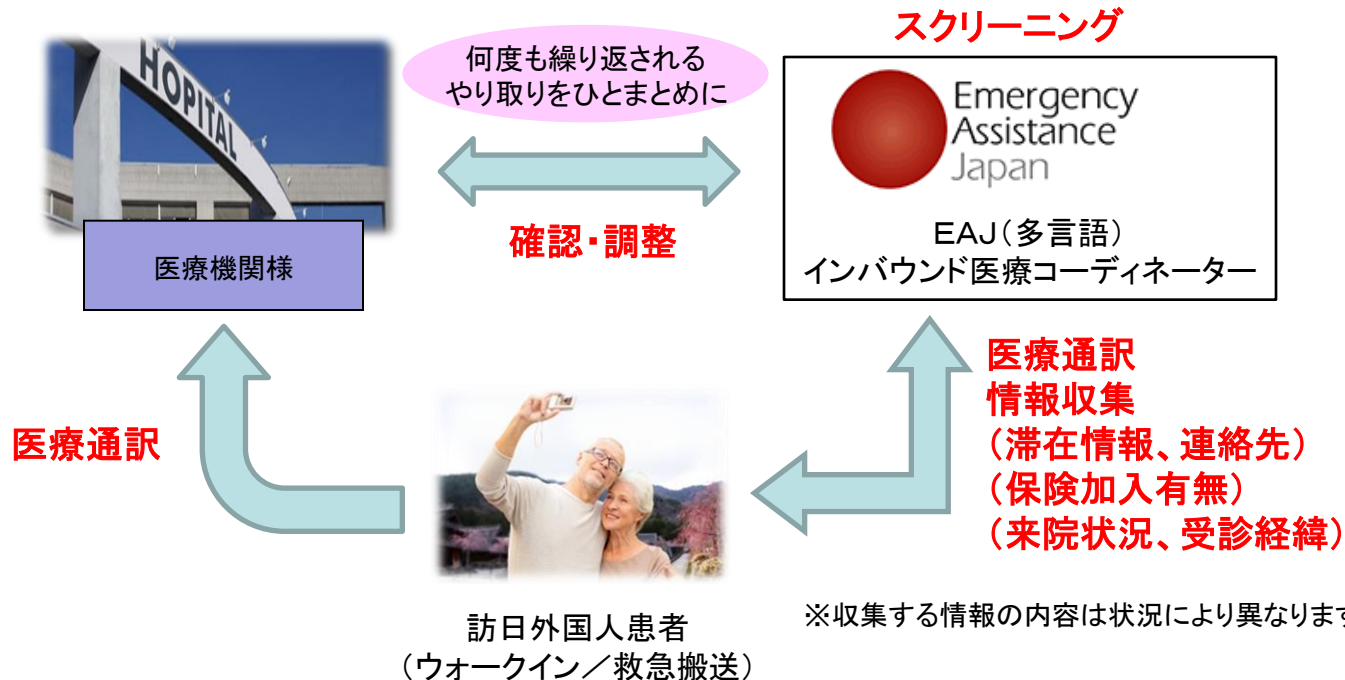 スクリーニング
HOPITAL
何度も繰り返される
やり取りをひとまとめに
Emergency
Assistance
Japan
確認・調整
EAJ(多言語)
インバウンド医療コーディネーター
医療機関様
医療通訳
情報収集
(滞在情報、連絡先)
(保険加入有無)
(来院状況、受診経緯)
医療通訳
訪日外国人患者
(ウォークイン/救急搬送)
※収集する情報の内容は状況により異なります